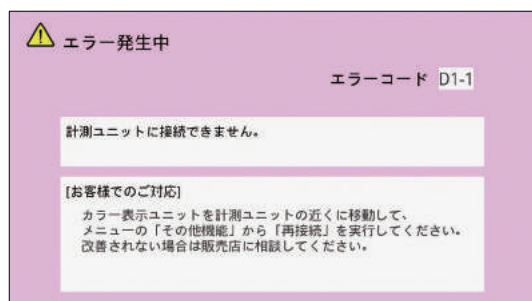 エラー発生中
エラーコード D1-1
計測ユニットに接続できません。
[お客様でのご対応]
カラー表示ユニットを計測ユニットの近くに移動して、
メニューの「その他機能」から「再接続」を実行してください。
改善されない場合は販売店に相談してください。